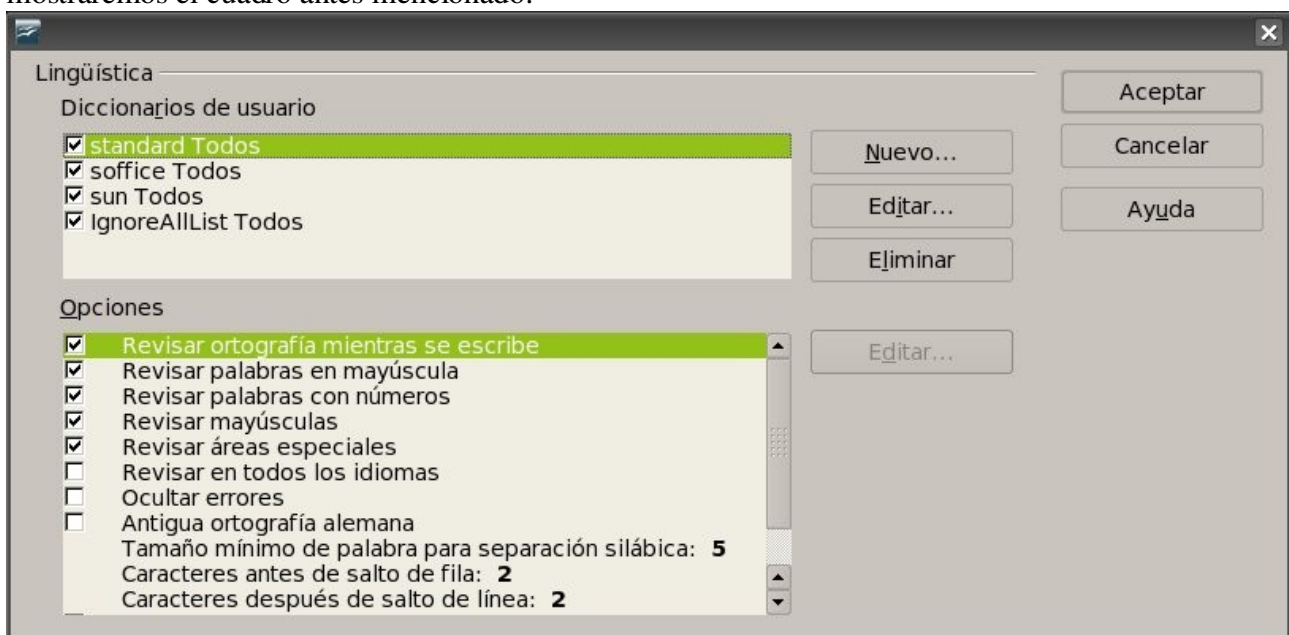 mostraremos el cuadro antes mencionado.
Lingüística
Diccionarios de usuario
standard Todos
soffice Todos
sun Todos
IgnoreAllList Todos
Nuevo...
Editar...
Eliminar
Aceptar
Cancelar
Ayuda
Opciones
Revisar ortografía mientras se escribe
Revisar palabras en mayúscula
Revisar palabras con números
Revisar mayúsculas
Revisar áreas especiales
Revisar en todos los idiomas
Ocultar errores
Antigua ortografía alemana
Tamaño mínimo de palabra para separación silábica: 5
Caracteres antes de salto de fila: 2
Caracteres después de salto de línea: 2
Editar...